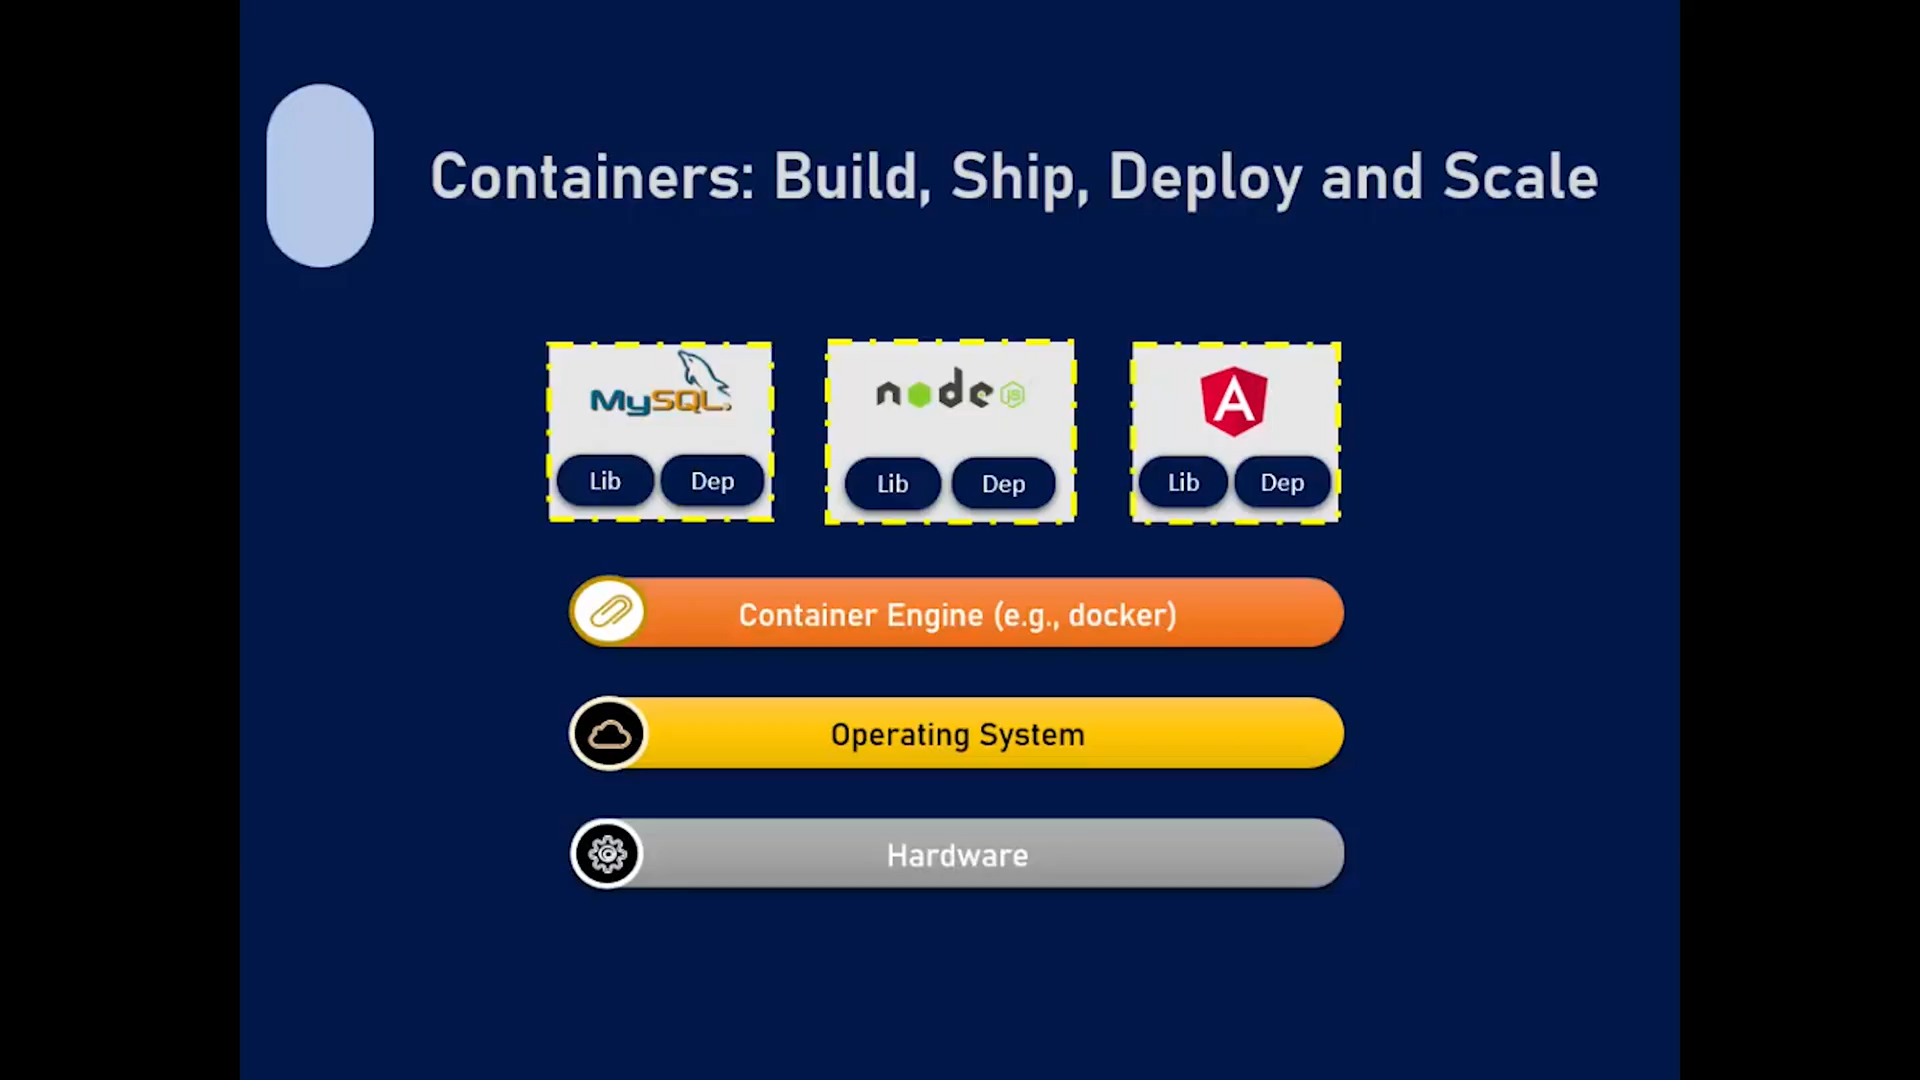 Containers: Build, Ship, Deploy and Scale
MySQL
node JS
A
Lib Dep
Lib Dep
Lib Dep
Container Engine (e.g., docker)
Operating System
Hardware